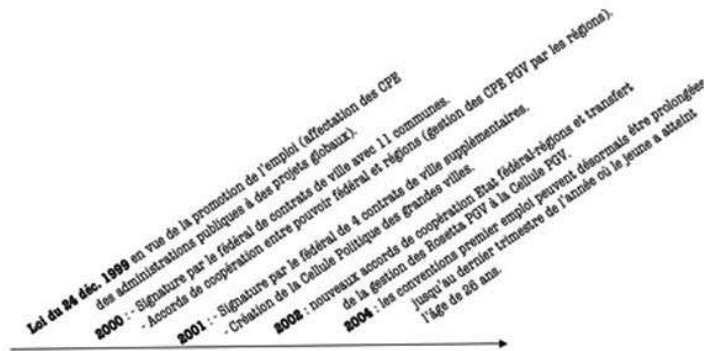 Loi du 24 déc. 1999 en vue de la promotion de l'emploi (affectation des CPE
des administrations publiques à des projets globaux).
2000 : - Signature par le fédéral de contrats de ville avec 11 communes.
- Accords de coopération entre pouvoir fédéral et régions (gestion des CPE PGV par les régions).
2001 : - Signature par le fédéral de 4 contrats de ville supplémentaires.
- Création de la Cellule Politique des grandes villes.
2002 : nouveaux accords de coopération Etat fédéral-régions et transfert
de la gestion des Rosetta PGV à la Cellule PGV.
2004 : les conventions premier emploi peuvent désormais être prolongées
jusqu'au dernier trimestre de l'année où le jeune a atteint
l'âge de 26 ans.